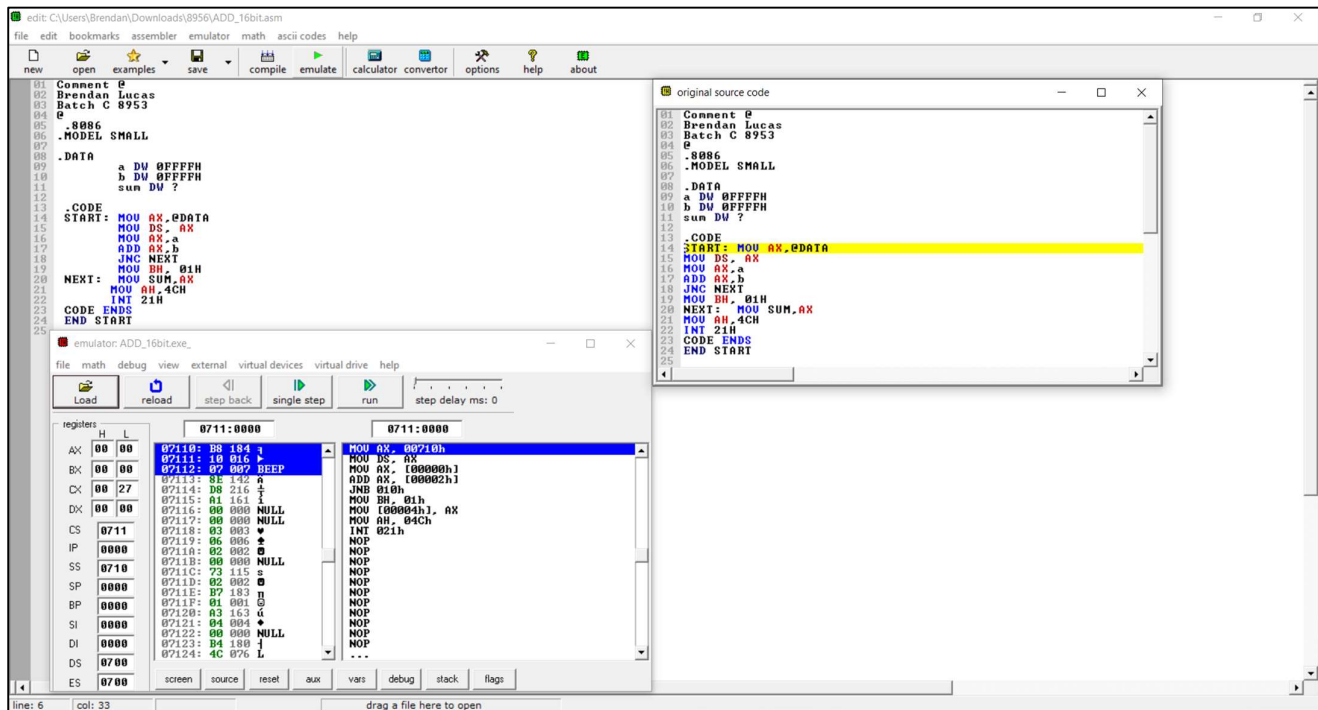 edit: C:\Users\Brendan\Downloads\8956\ADD_16bit.asm
file edit bookmarks assembler emulator math ascii codes help
new open examples save compile emulate calculator convertor options help about
01 Comment @
02 Brendan Lucas
03 Batch C 8953
04 @
05 .8086
06 .MODEL SMALL
07
08 .DATA
09 a DW 0FFFFH
10 b DW 0FFFFH
11 sum DW ?
12
13 .CODE
14 START: MOV AX,@DATA
15 MOV DS, AX
16 MOV AX,a
17 ADD AX,b
18 JNC NEXT
19 MOV BH, 01H
20 NEXT: MOV SUM,AX
21 MOV AH,4CH
22 INT 21H
23 CODE ENDS
24 END START
25
original source code
01 Comment @
02 Brendan Lucas
03 Batch C 8953
04 @
05 .8086
06 .MODEL SMALL
07
08 .DATA
09 a DW 0FFFFH
10 b DW 0FFFFH
11 sum DW ?
12
13 .CODE
14 START: MOV AX,@DATA
15 MOV DS, AX
16 MOV AX,a
17 ADD AX,b
18 JNC NEXT
19 MOV BH, 01H
20 NEXT: MOV SUM,AX
21 MOV AH,4CH
22 INT 21H
23 CODE ENDS
24 END START
25
emulator: ADD_16bit.exe_
file math debug view external virtual devices virtual drive help
Load reload step back single step run step delay ms: 0
registers
H L
AX 00 00
BX 00 00
CX 00 27
DX 00 00
CS 0711
IP 0000
SS 0710
SP 0000
BP 0000
SI 0000
DI 0000
DS 0700
ES 0700
0711:0000
07110: B8 184 ╕
07111: 10 016 ►
07112: 07 007 BEEP
07113: 8E 142 Ä
07114: D8 216 ╪
07115: A1 161 í
07116: 00 000 NULL
07117: 00 000 NULL
07118: 03 003 ♥
07119: 06 006 ♠
0711A: 02 002 ☻
0711B: 00 000 NULL
0711C: 73 115 s
0711D: 02 002 ☻
0711E: B7 183 ╖
0711F: 01 001 ☺
07120: A3 163 ú
07121: 04 004 ♦
07122: 00 000 NULL
07123: B4 180 ┤
07124: 4C 076 L
0711:0000
MOV AX, 00710h
MOV DS, AX
MOV AX, [00000h]
ADD AX, [00002h]
JNB 010h
MOV BH, 01h
MOV [00004h], AX
MOV AH, 04Ch
INT 021h
NOP
NOP
NOP
NOP
NOP
NOP
NOP
NOP
NOP
NOP
NOP
...
screen source reset aux vars debug stack flags
line: 6 col: 33 drag a file here to open